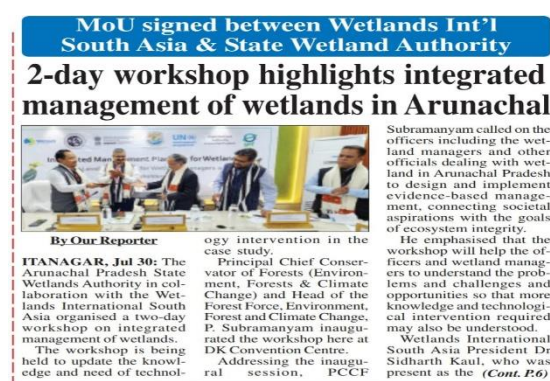 MoU signed between Wetlands Int'l
South Asia & State Wetland Authority
2-day workshop highlights integrated
management of wetlands in Arunachal
Integrated Management Planning for Wetland
By Our Reporter
ITANAGAR, Jul 30: The
Arunachal Pradesh State
Wetlands Authority in col-
laboration with the Wet-
lands International South
Asia organised a two-day
workshop on integrated
management of wetlands.
The workshop is being
held to update the knowl-
edge and need of technol-
ogy intervention in the
case study.
Principal Chief Conser-
vator of Forests (Environ-
ment, Forests & Climate
Change) and Head of the
Forest Force, Environment,
Forest and Climate Change,
P. Subramanyam inaugu-
rated the workshop here at
DK Convention Centre.
Addressing the inaugu-
ral session, PCCF
Subramanyam called on the
officers including the wet-
land managers and other
officials dealing with wet-
land in Arunachal Pradesh
to design and implement
evidence-based manage-
ment, connecting societal
aspirations with the goals
of ecosystem integrity.
He emphasised that the
workshop will help the of-
ficers and wetland manag-
ers to understand the prob-
lems and challenges and
opportunities so that more
knowledge and technologi-
cal intervention required
may also be understood.
Wetlands International
South Asia President Dr
Sidharth Kaul, who was
present as the (Cont. P.6)